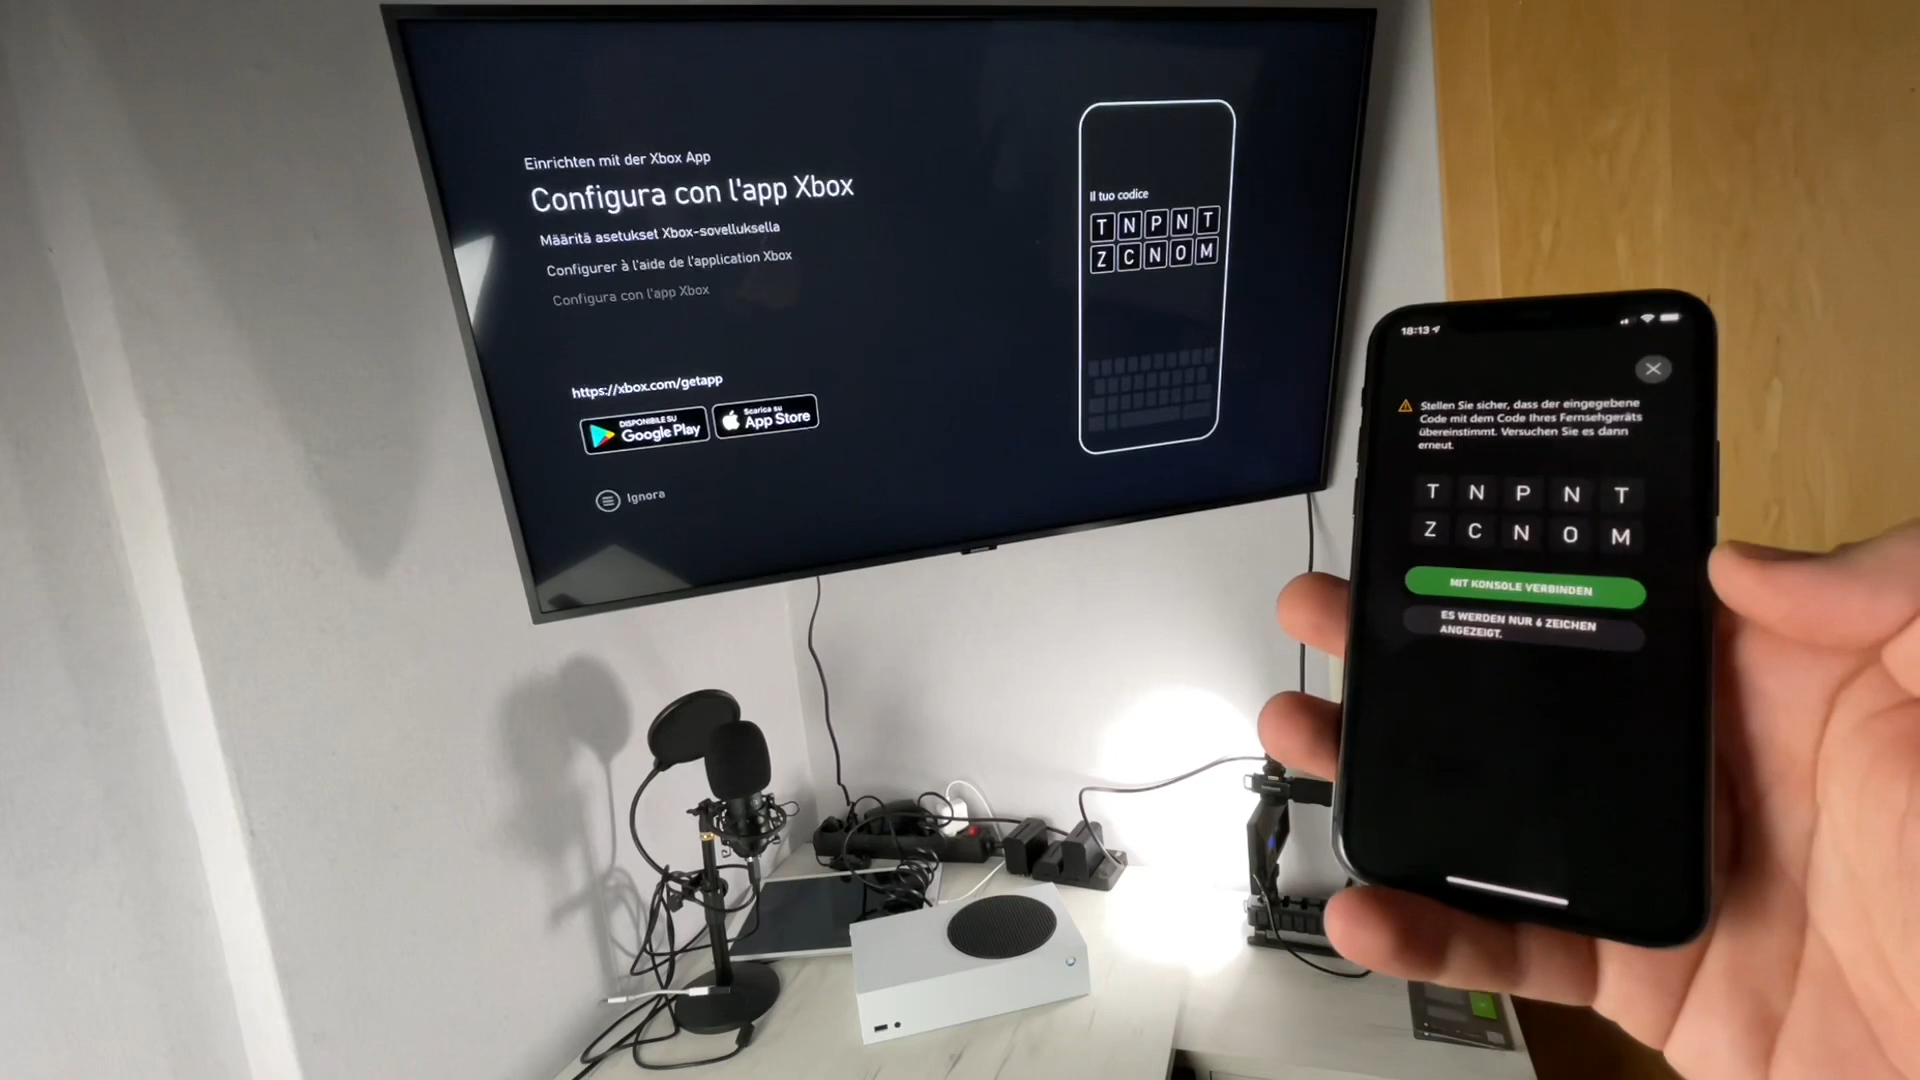 Einrichten mit der Xbox App
Configura con l'app Xbox
Määritä asetukset Xbox-sovelluksella
Configurer à l'aide de l'application Xbox
Configura con l'app Xbox
https://xbox.com/getapp
DISPONIBILE SU
Google Play
Scarica su
App Store
Ignora
Il tuo codice
T N P N T
Z C N O M
18:13
Stellen Sie sicher, dass der eingegebene
Code mit dem Code Ihres Fernsehgeräts
übereinstimmt. Versuchen Sie es dann
erneut.
T N P N T
Z C N O M
MIT KONSOLE VERBINDEN
ES WERDEN NUR 6 ZEICHEN
ANGEZEIGT.